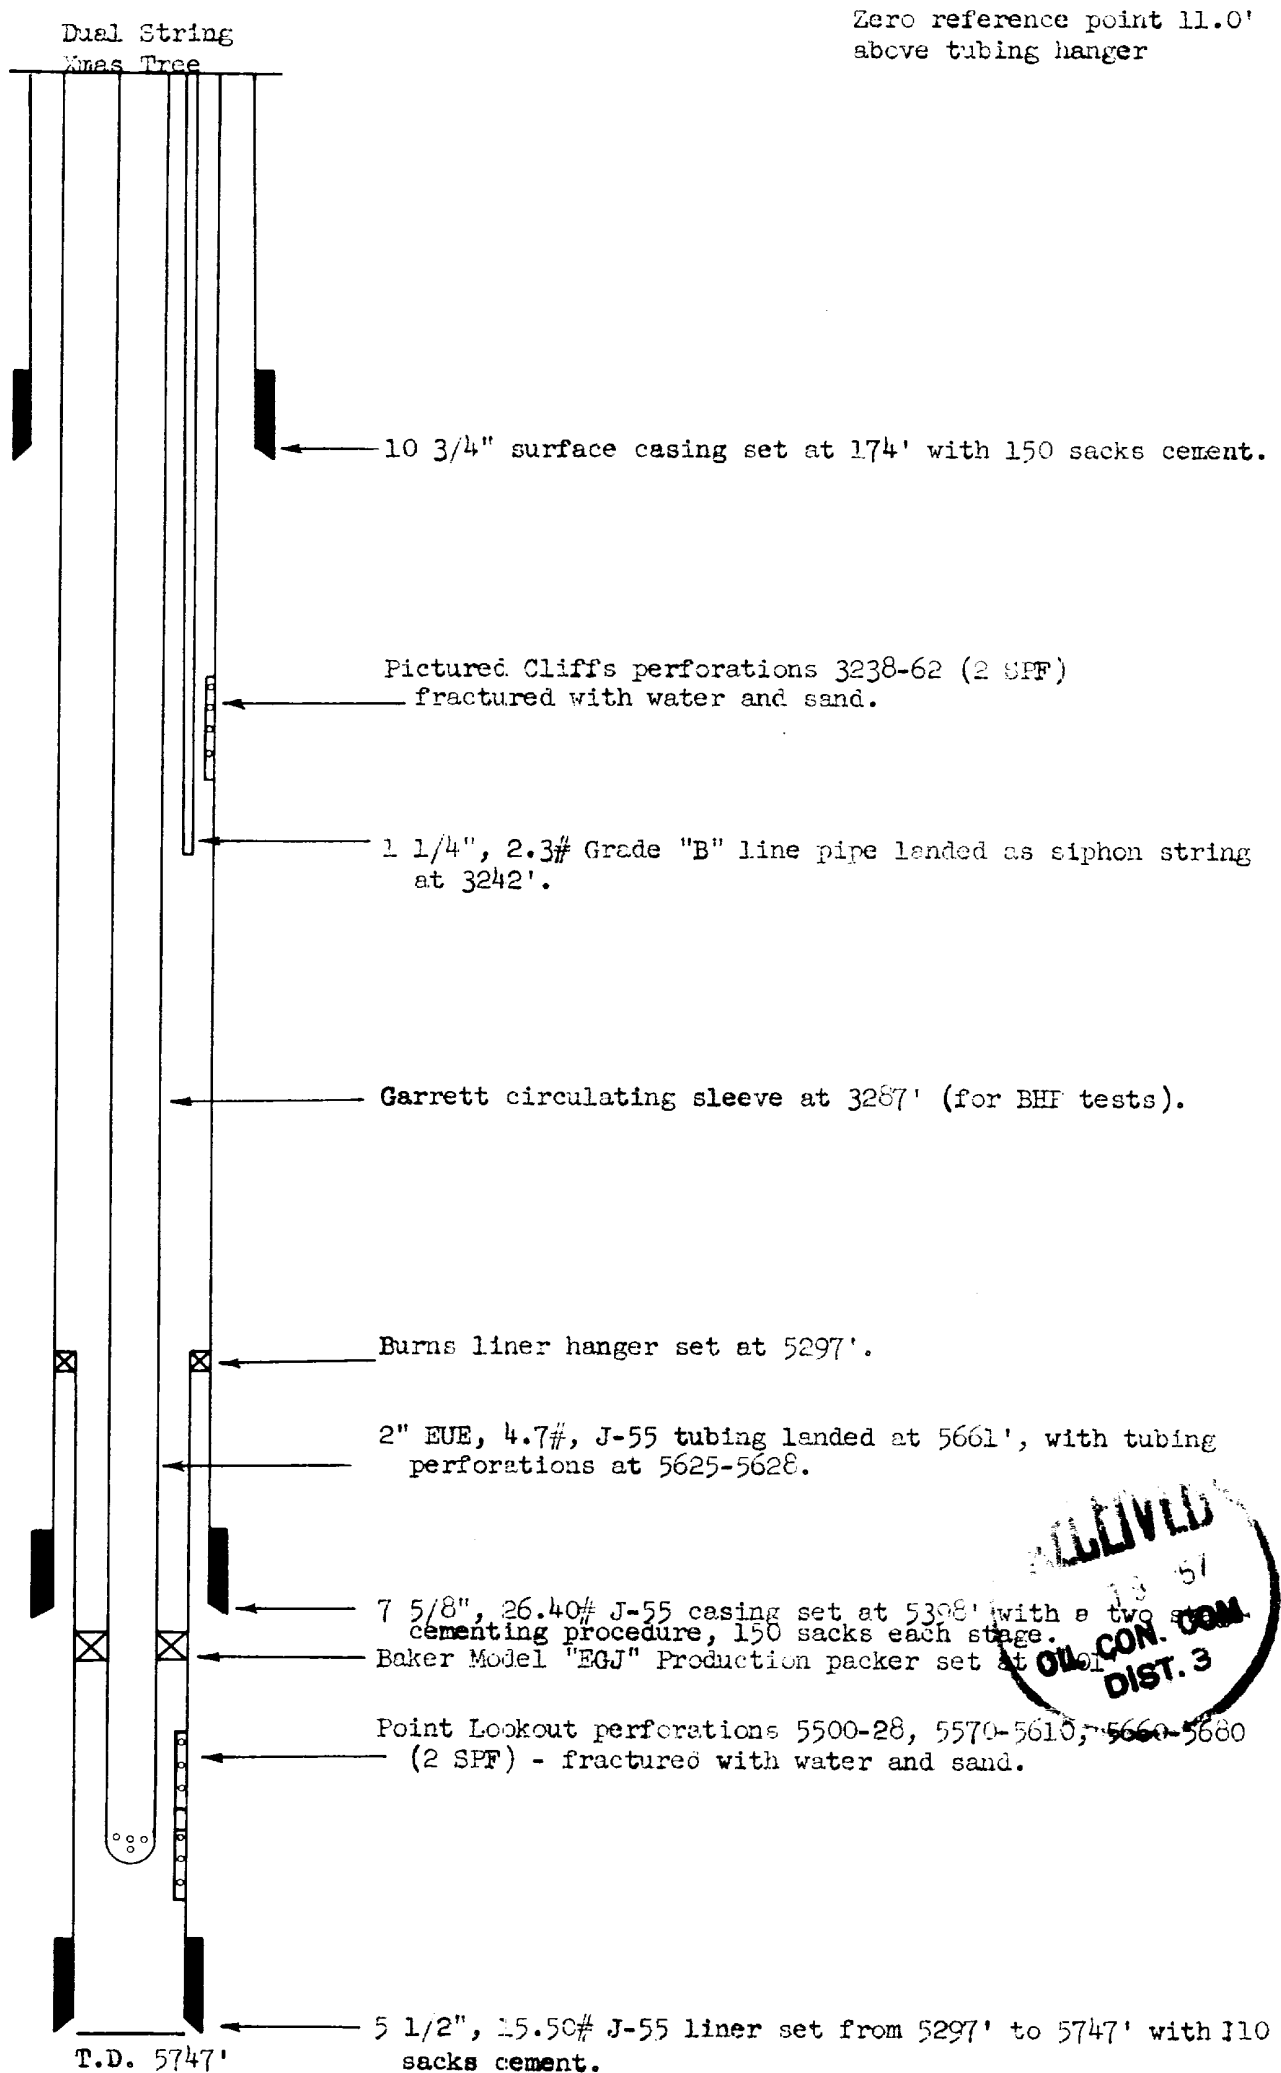 Zero reference point 11.0'
above tubing hanger
Dual String
Xmas Tree
10 3/4" surface casing set at 174' with 150 sacks cement.
Pictured Cliffs perforations 3238-62 (2 SPF)
fractured with water and sand.
1 1/4", 2.3# Grade "B" line pipe landed as siphon string
at 3242'.
Garrett circulating sleeve at 3287' (for BHP tests).
Burns liner hanger set at 5297'.
2" EUE, 4.7#, J-55 tubing landed at 5661', with tubing
perforations at 5625-5628.
7 5/8", 26.40# J-55 casing set at 5398' with a two
cementing procedure, 150 sacks each stage.
Baker Model "EGJ" Production packer set at
OIL CON. COM.
DIST. 3
Point Lookout perforations 5500-28, 5570-5610, 5660-5680
(2 SPF) - fractured with water and sand.
5 1/2", 15.50# J-55 liner set from 5297' to 5747' with 110
sacks cement.
T.D. 5747'